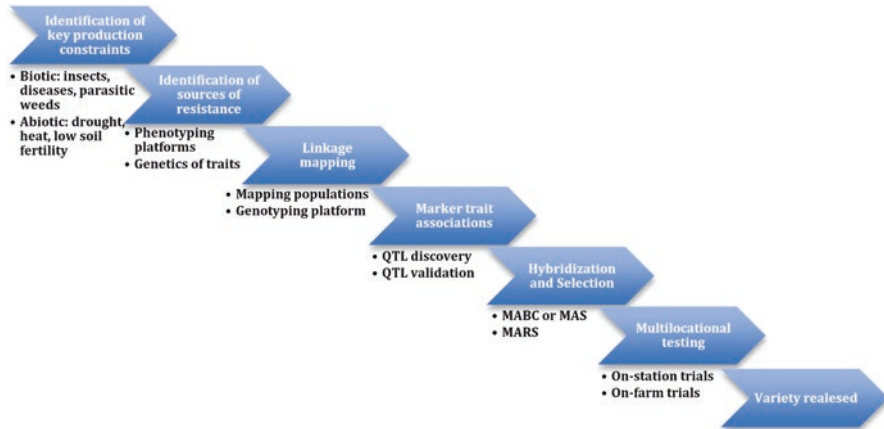 Identification of
key production
constraints
• Biotic: insects,
diseases, parasitic
weeds
• Abiotic: drought,
heat, low soil
fertility
Identification of
sources of
resistance
• Phenotyping
platforms
• Genetics of traits
Linkage
mapping
• Mapping populations
• Genotyping platform
Marker trait
associations
• QTL discovery
• QTL validation
Hybridization
and Selection
• MABC or MAS
• MARS
Multilocational
testing
• On-station trials
• On-farm trials
Variety realesed